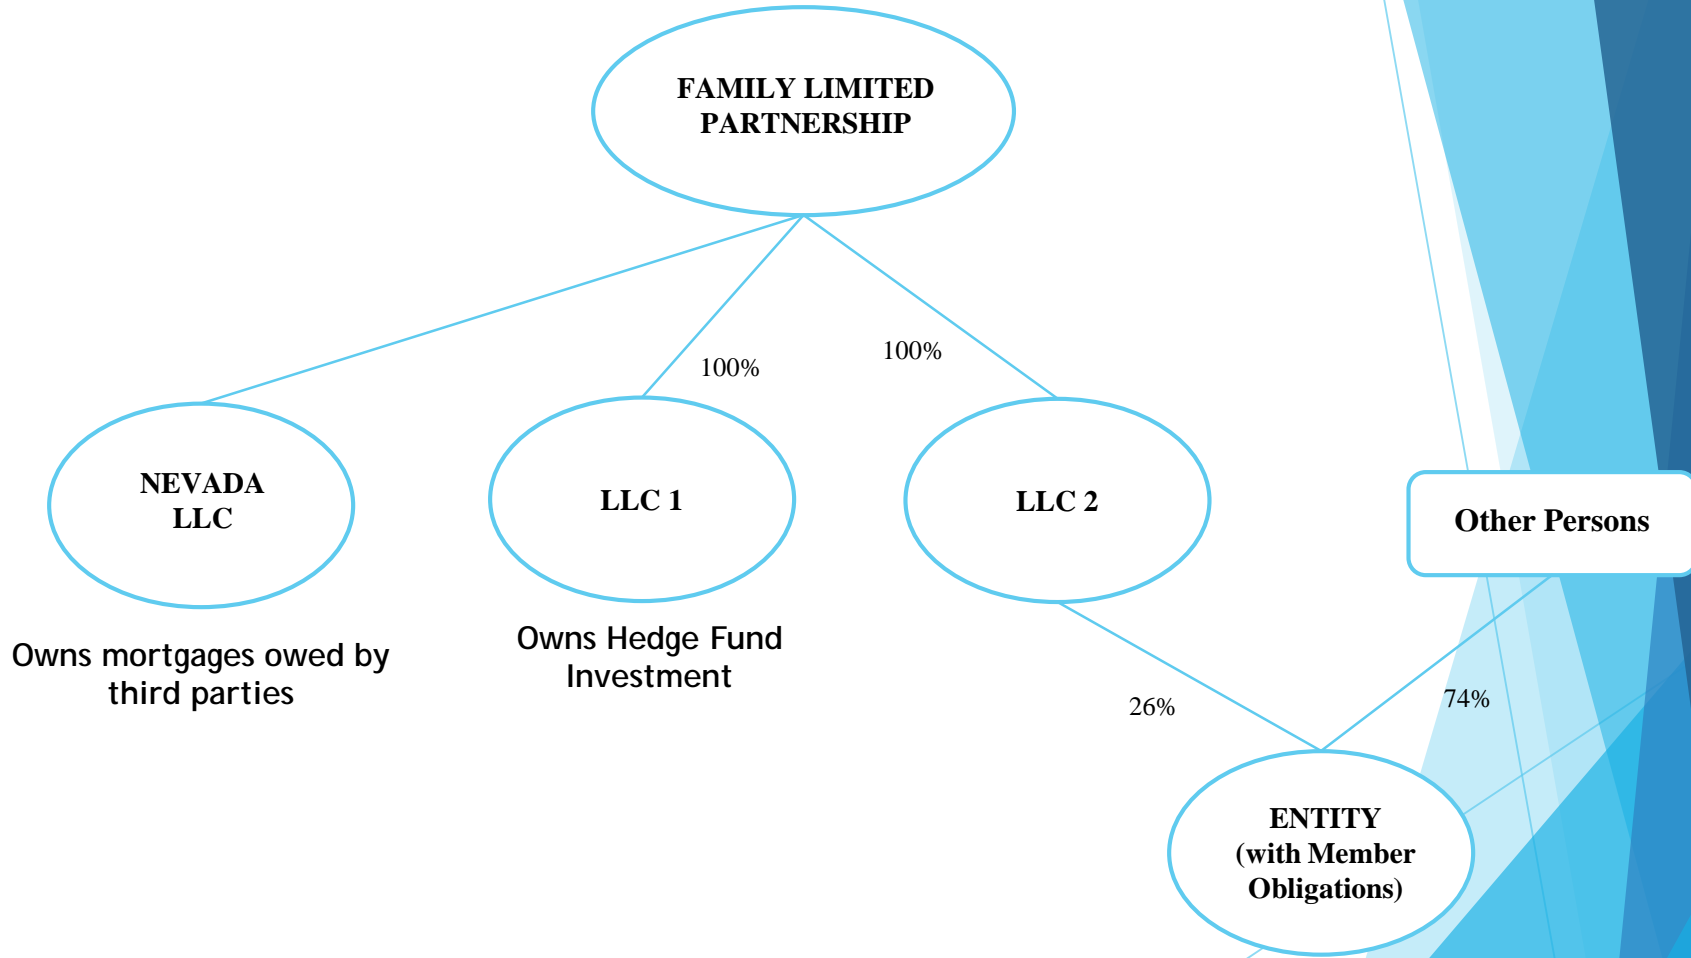 FAMILY LIMITED
PARTNERSHIP
100%
100%
NEVADA
LLC
LLC 1
LLC 2
Other Persons
Owns mortgages owed by
third parties
Owns Hedge Fund
Investment
26%
74%
ENTITY
(with Member
Obligations)